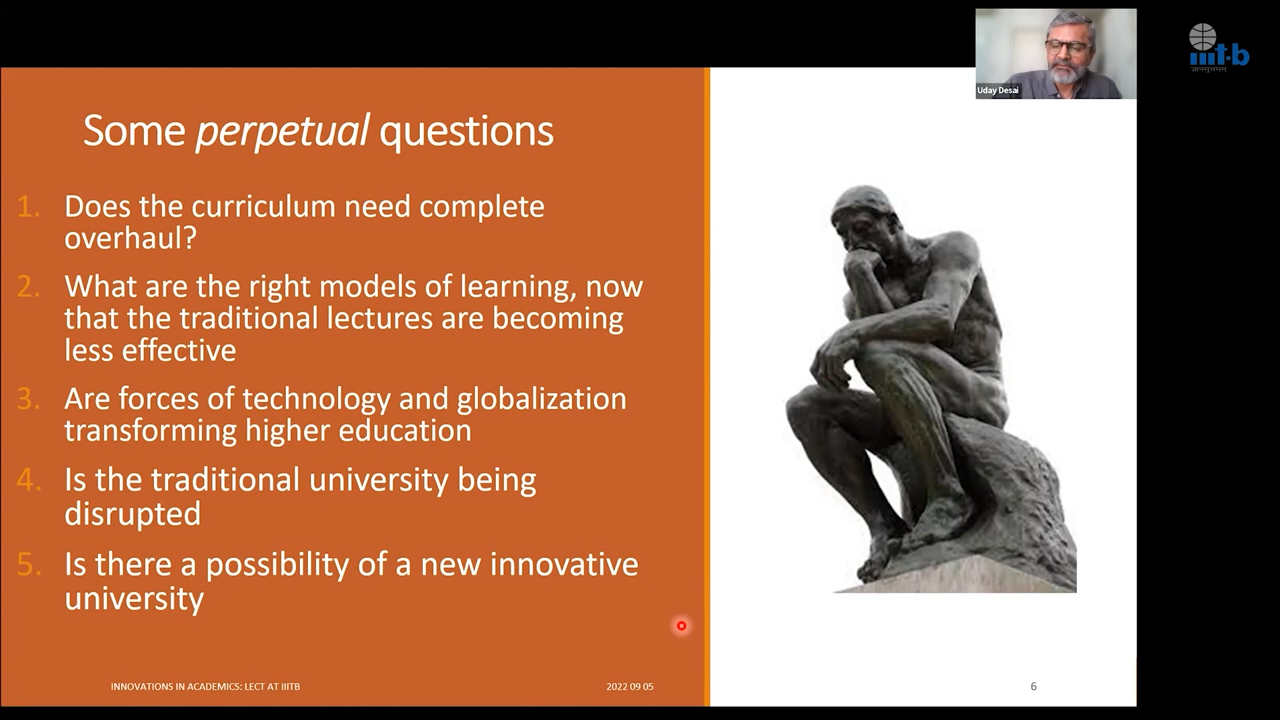 iiit-b
ज्ञानमुत्तमम्
Uday Desai
Some perpetual questions
1. Does the curriculum need complete
overhaul?
2. What are the right models of learning, now
that the traditional lectures are becoming
less effective
3. Are forces of technology and globalization
transforming higher education
4. Is the traditional university being
disrupted
5. Is there a possibility of a new innovative
university
INNOVATIONS IN ACADEMICS: LECT AT IIITB
2022 09 05
6